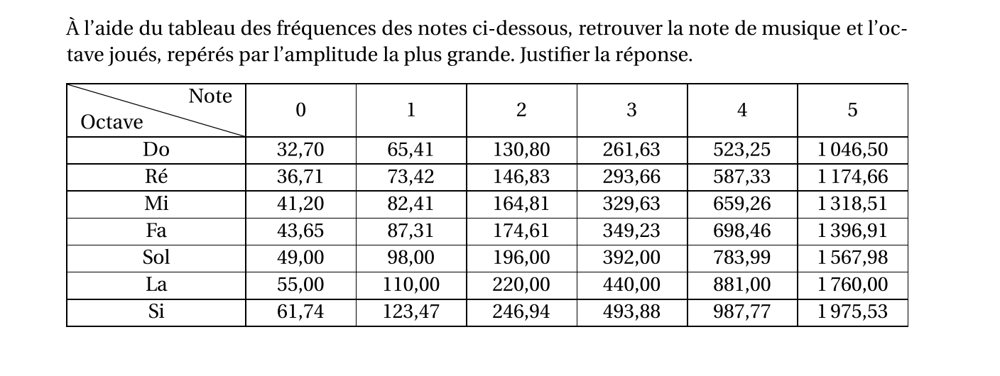 À l’aide du tableau des fréquences des notes ci-dessous, retrouver la note de musique et l’oc-
tave joués, repérés par l’amplitude la plus grande. Justifier la réponse.
Note
Octave
0 1 2 3 4 5
Do 32,70 65,41 130,80 261,63 523,25 1 046,50
Ré 36,71 73,42 146,83 293,66 587,33 1 174,66
Mi 41,20 82,41 164,81 329,63 659,26 1 318,51
Fa 43,65 87,31 174,61 349,23 698,46 1 396,91
Sol 49,00 98,00 196,00 392,00 783,99 1 567,98
La 55,00 110,00 220,00 440,00 881,00 1 760,00
Si 61,74 123,47 246,94 493,88 987,77 1 975,53